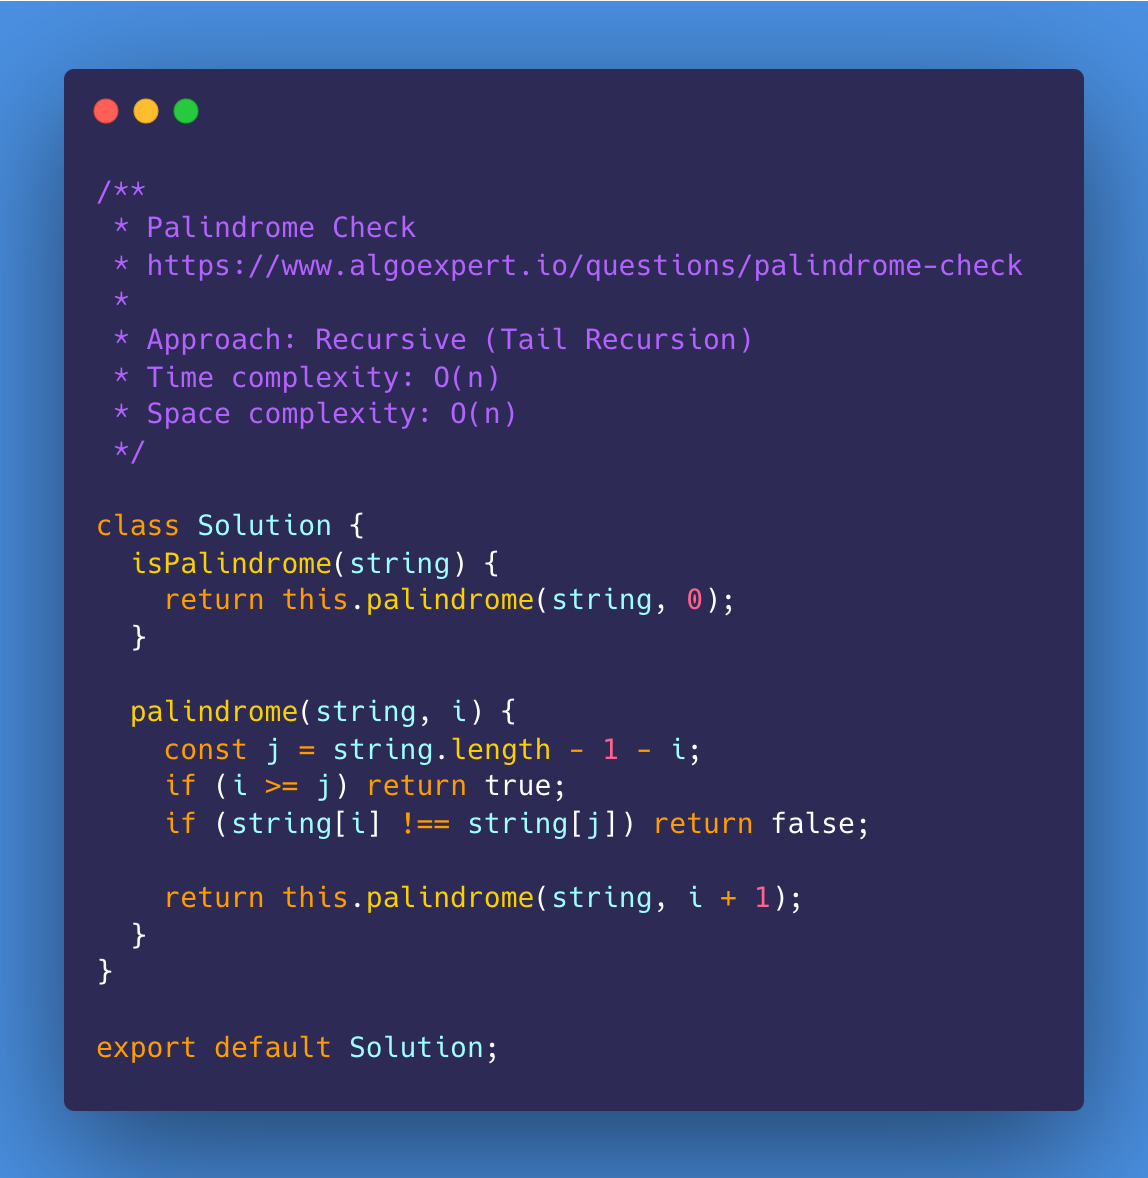 /**
 * Palindrome Check
 * https://www.algoexpert.io/questions/palindrome-check
 *
 * Approach: Recursive (Tail Recursion)
 * Time complexity: O(n)
 * Space complexity: O(n)
 */

class Solution {
  isPalindrome(string) {
    return this.palindrome(string, 0);
  }

  palindrome(string, i) {
    const j = string.length - 1 - i;
    if (i >= j) return true;
    if (string[i] !== string[j]) return false;

    return this.palindrome(string, i + 1);
  }
}

export default Solution;